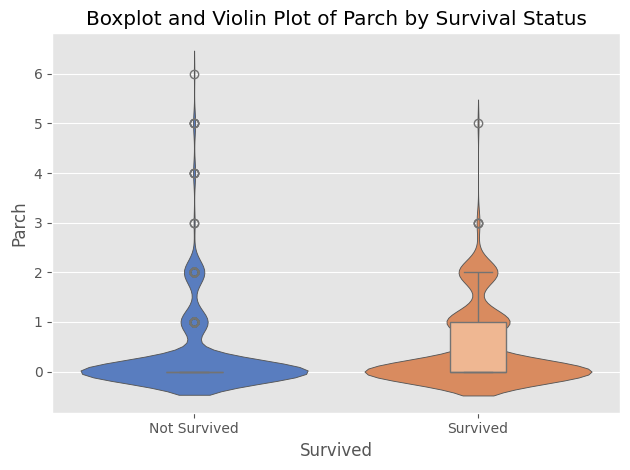 Boxplot and Violin Plot of Parch by Survival Status
6
5
4
3
2
1
0
Parch
Not Survived
Survived
Survived